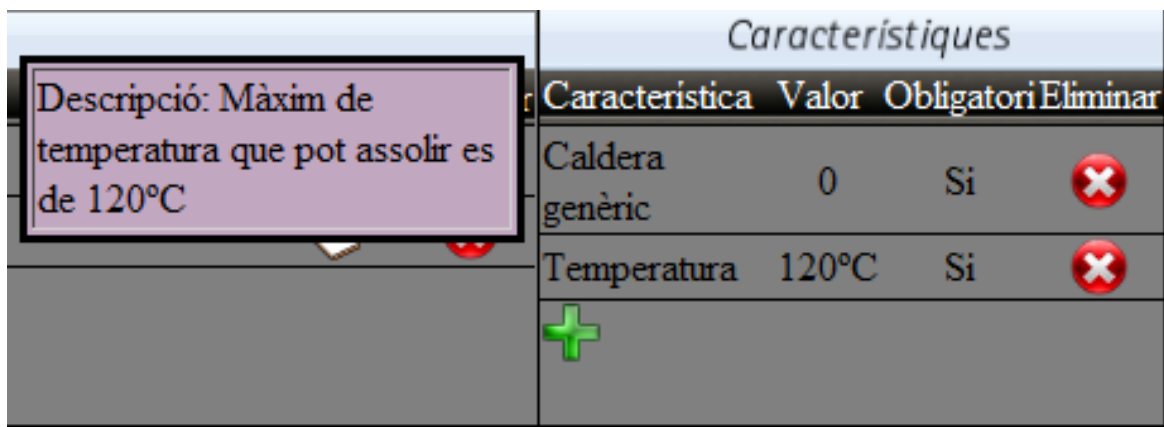 Característiques
Descripció: Màxim de
temperatura que pot assolir es
de 120ºC
Característica Valor Obligatori Eliminar
Caldera
genèric
0 Si
Temperatura 120ºC Si